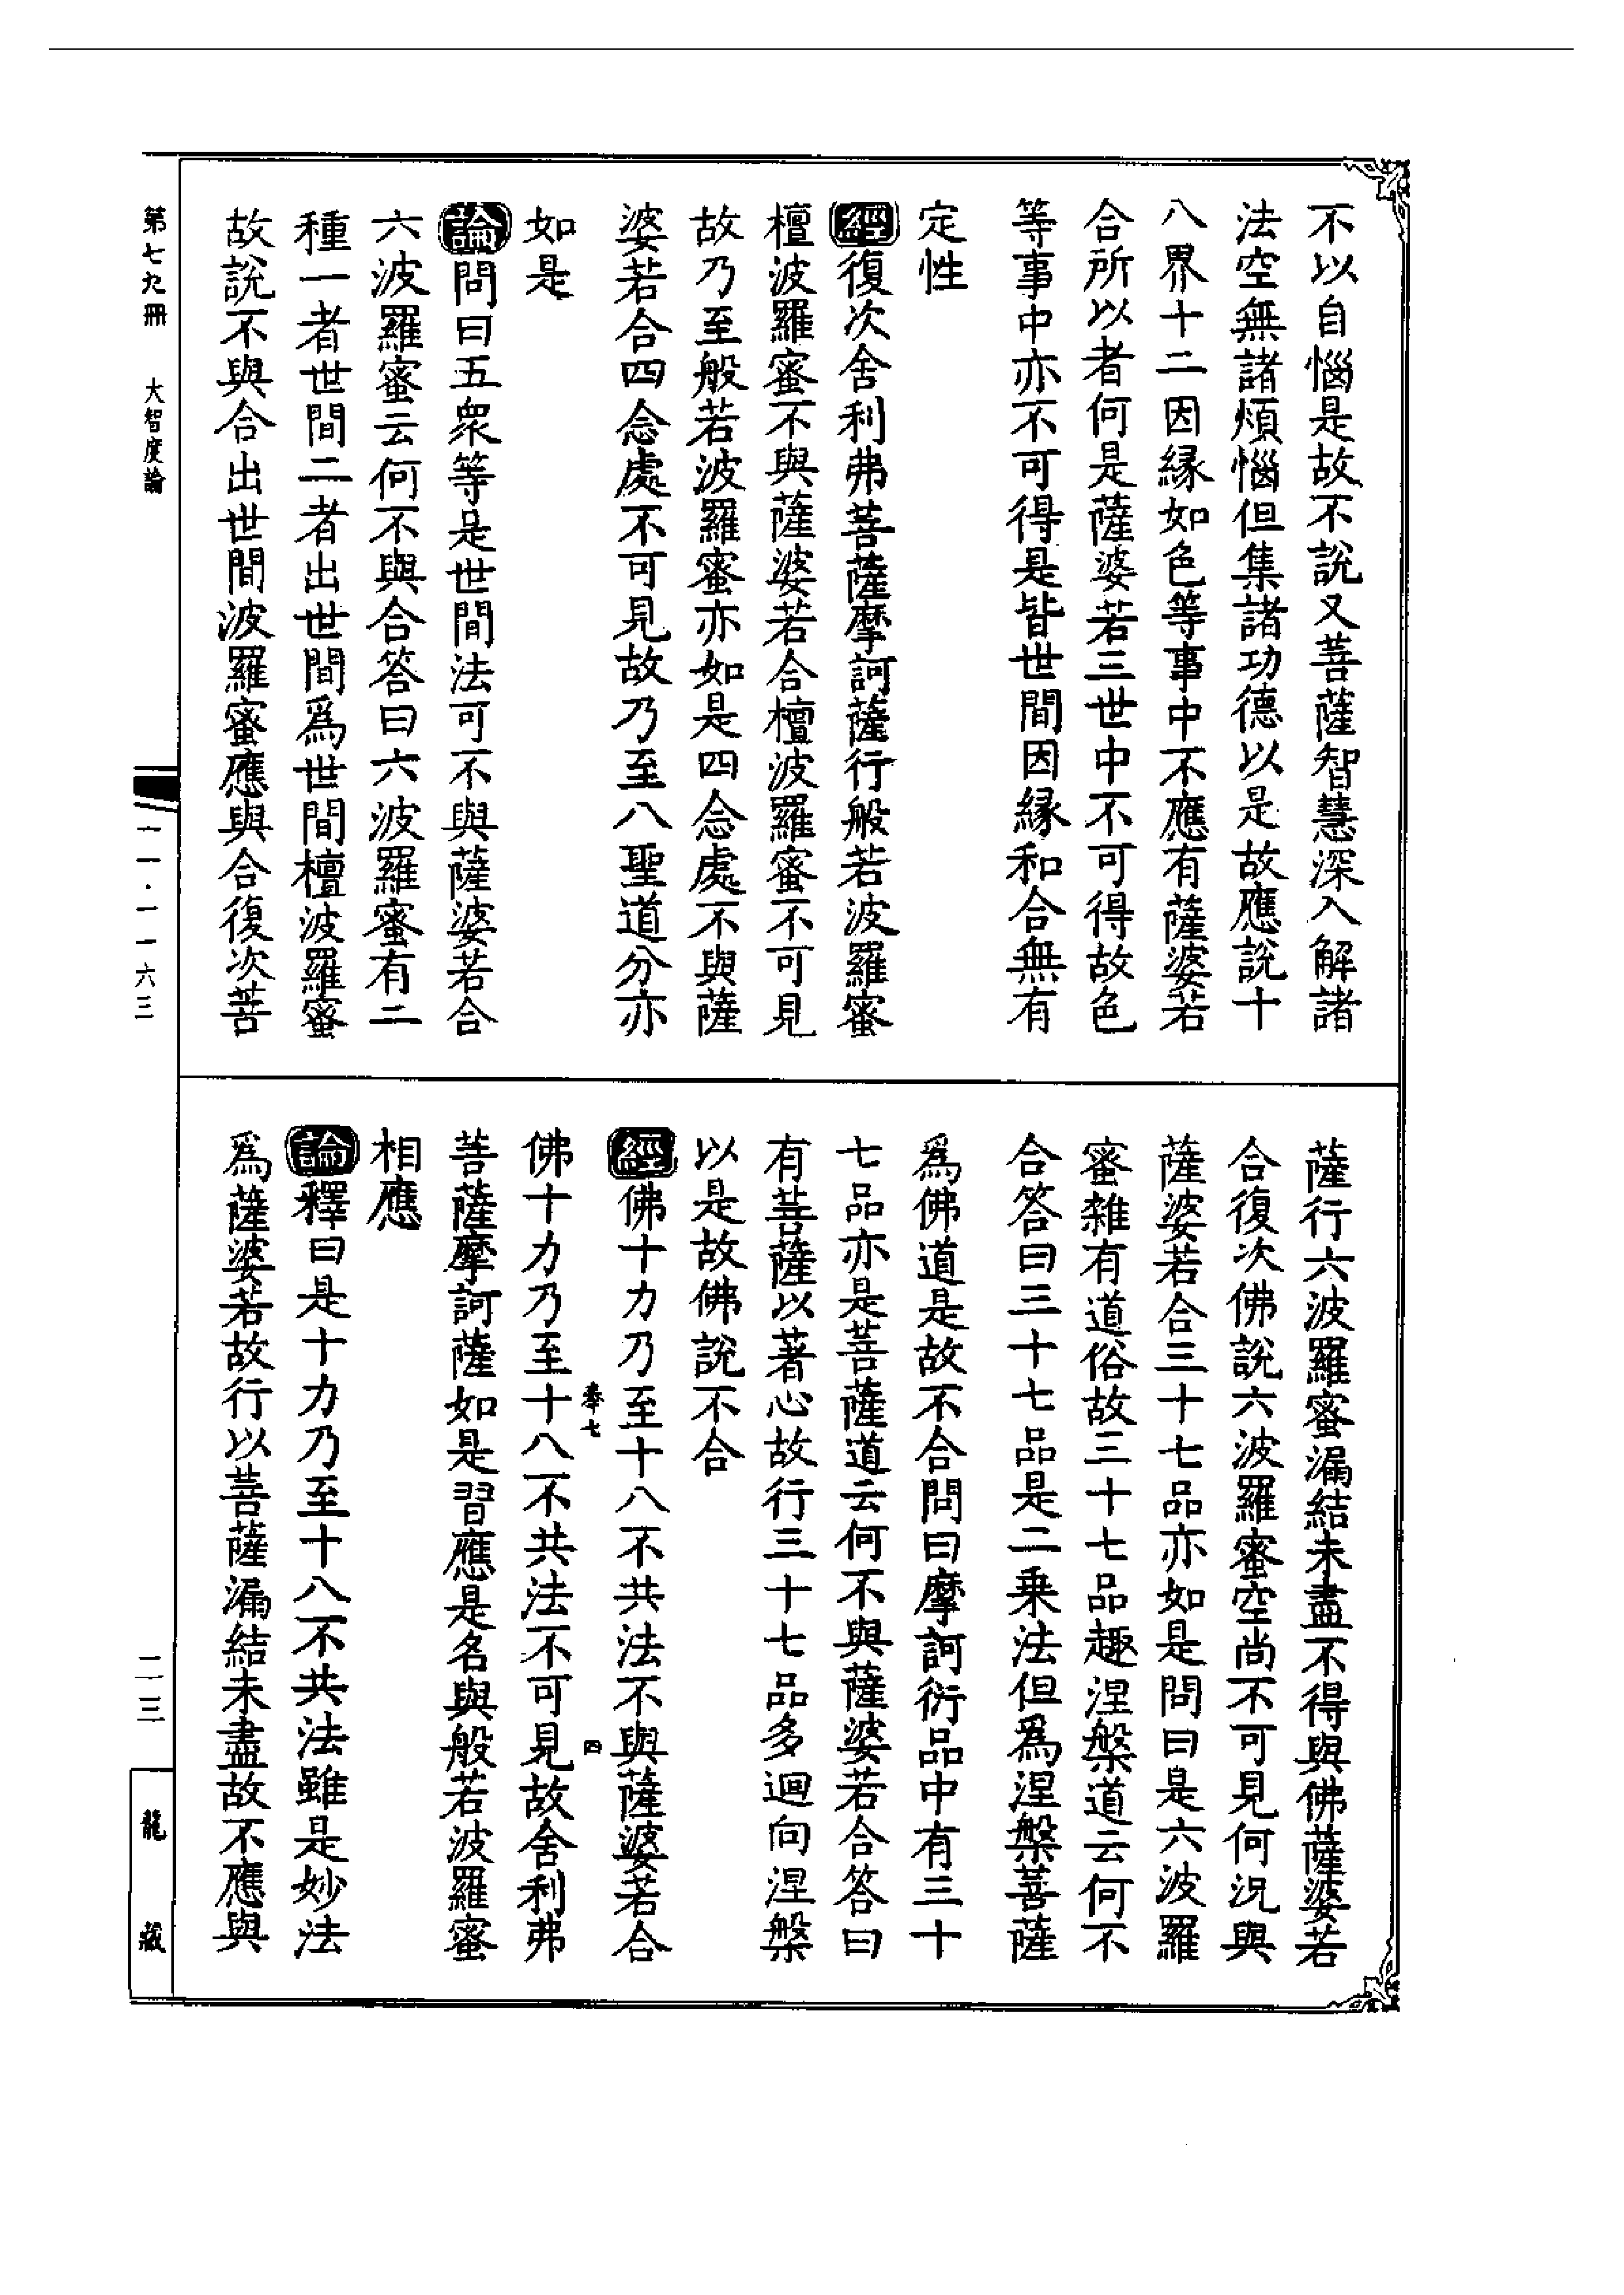 不以自惱是故不說又菩薩智慧深入解諸
法空無諸煩惱但集諸功德以是故應說十
八界十二因緣如色等事中不應有薩婆若
合所以者何是薩婆若三世中不可得故色
等事中亦不可得是皆世間因緣和合無有
定性
經復次舍利弗菩薩摩訶薩行般若波羅蜜
檀波羅蜜不與薩婆若合檀波羅蜜不可見
故乃至般若波羅蜜亦如是四念處不與薩
婆若合四念處不可見故乃至八聖道分亦
如是
論問曰五衆等是世間法可不與薩婆若合
六波羅蜜云何不與合答曰六波羅蜜有二
種一者世間二者出世間爲世間檀波羅蜜
故說不與合出世間波羅蜜應與合復次菩
薩行六波羅蜜漏結未盡不得與佛薩婆若
合復次佛說六波羅蜜空尚不可見何況與
薩婆若合三十七品亦如是問曰是六波羅
蜜雜有道俗故三十七品趣涅槃道云何不
合答曰三十七品是二乗法但爲涅槃菩薩
爲佛道是故不合問曰摩訶衍品中有三十
七品亦是菩薩道云何不與薩婆若合答曰
有菩薩以著心故行三十七品多迴向涅槃
以是故佛說不合
經佛十力乃至十八不共法不與薩婆若合
奉七 四
佛十力乃至十八不共法不可見故舍利弗
菩薩摩訶薩如是習應是名與般若波羅蜜
相應
論釋曰是十力乃至十八不共法雖是妙法
爲薩婆若故行以菩薩漏結未盡故不應與
第七九冊 大智度論
一一·一一六三
二三
龍藏